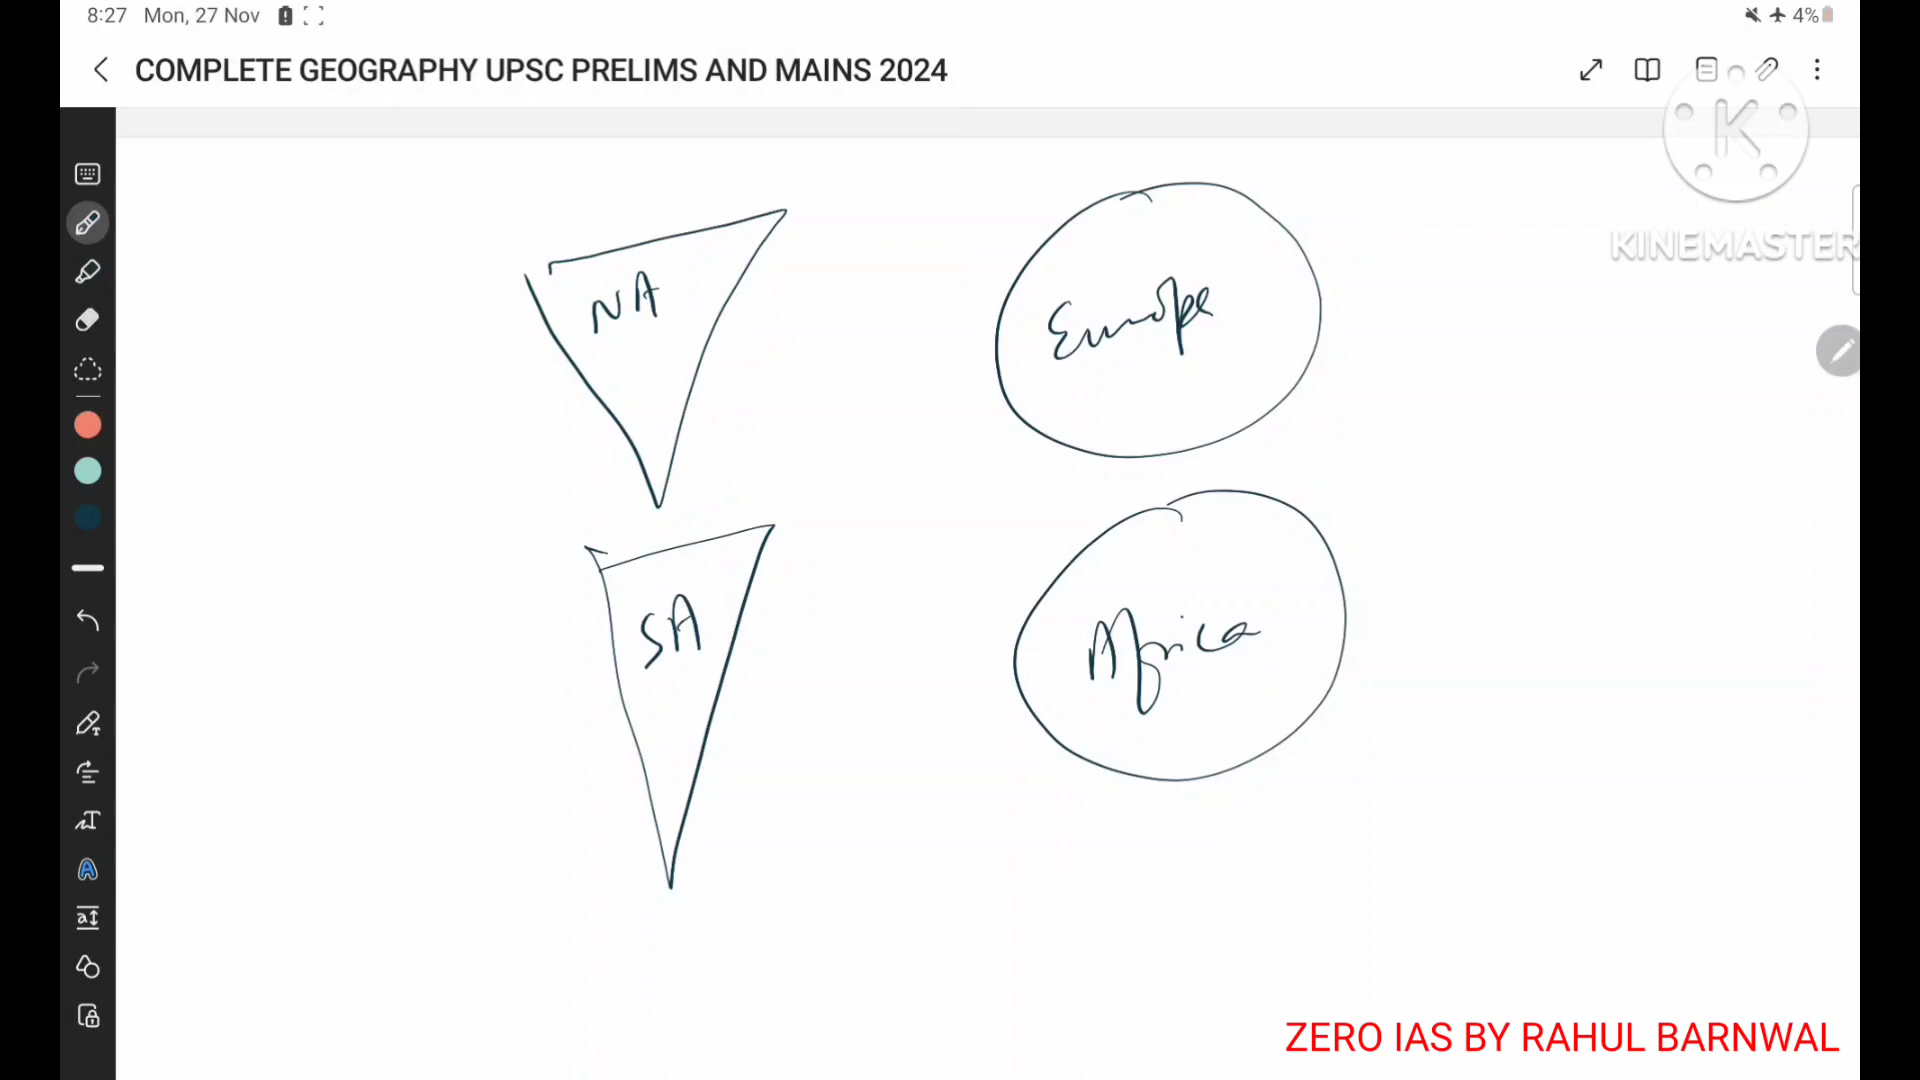 8:27 Mon, 27 Nov
4%
COMPLETE GEOGRAPHY UPSC PRELIMS AND MAINS 2024
K
KINEMASTER
NA
Europe
SA
Africa
ZERO IAS BY RAHUL BARNWAL